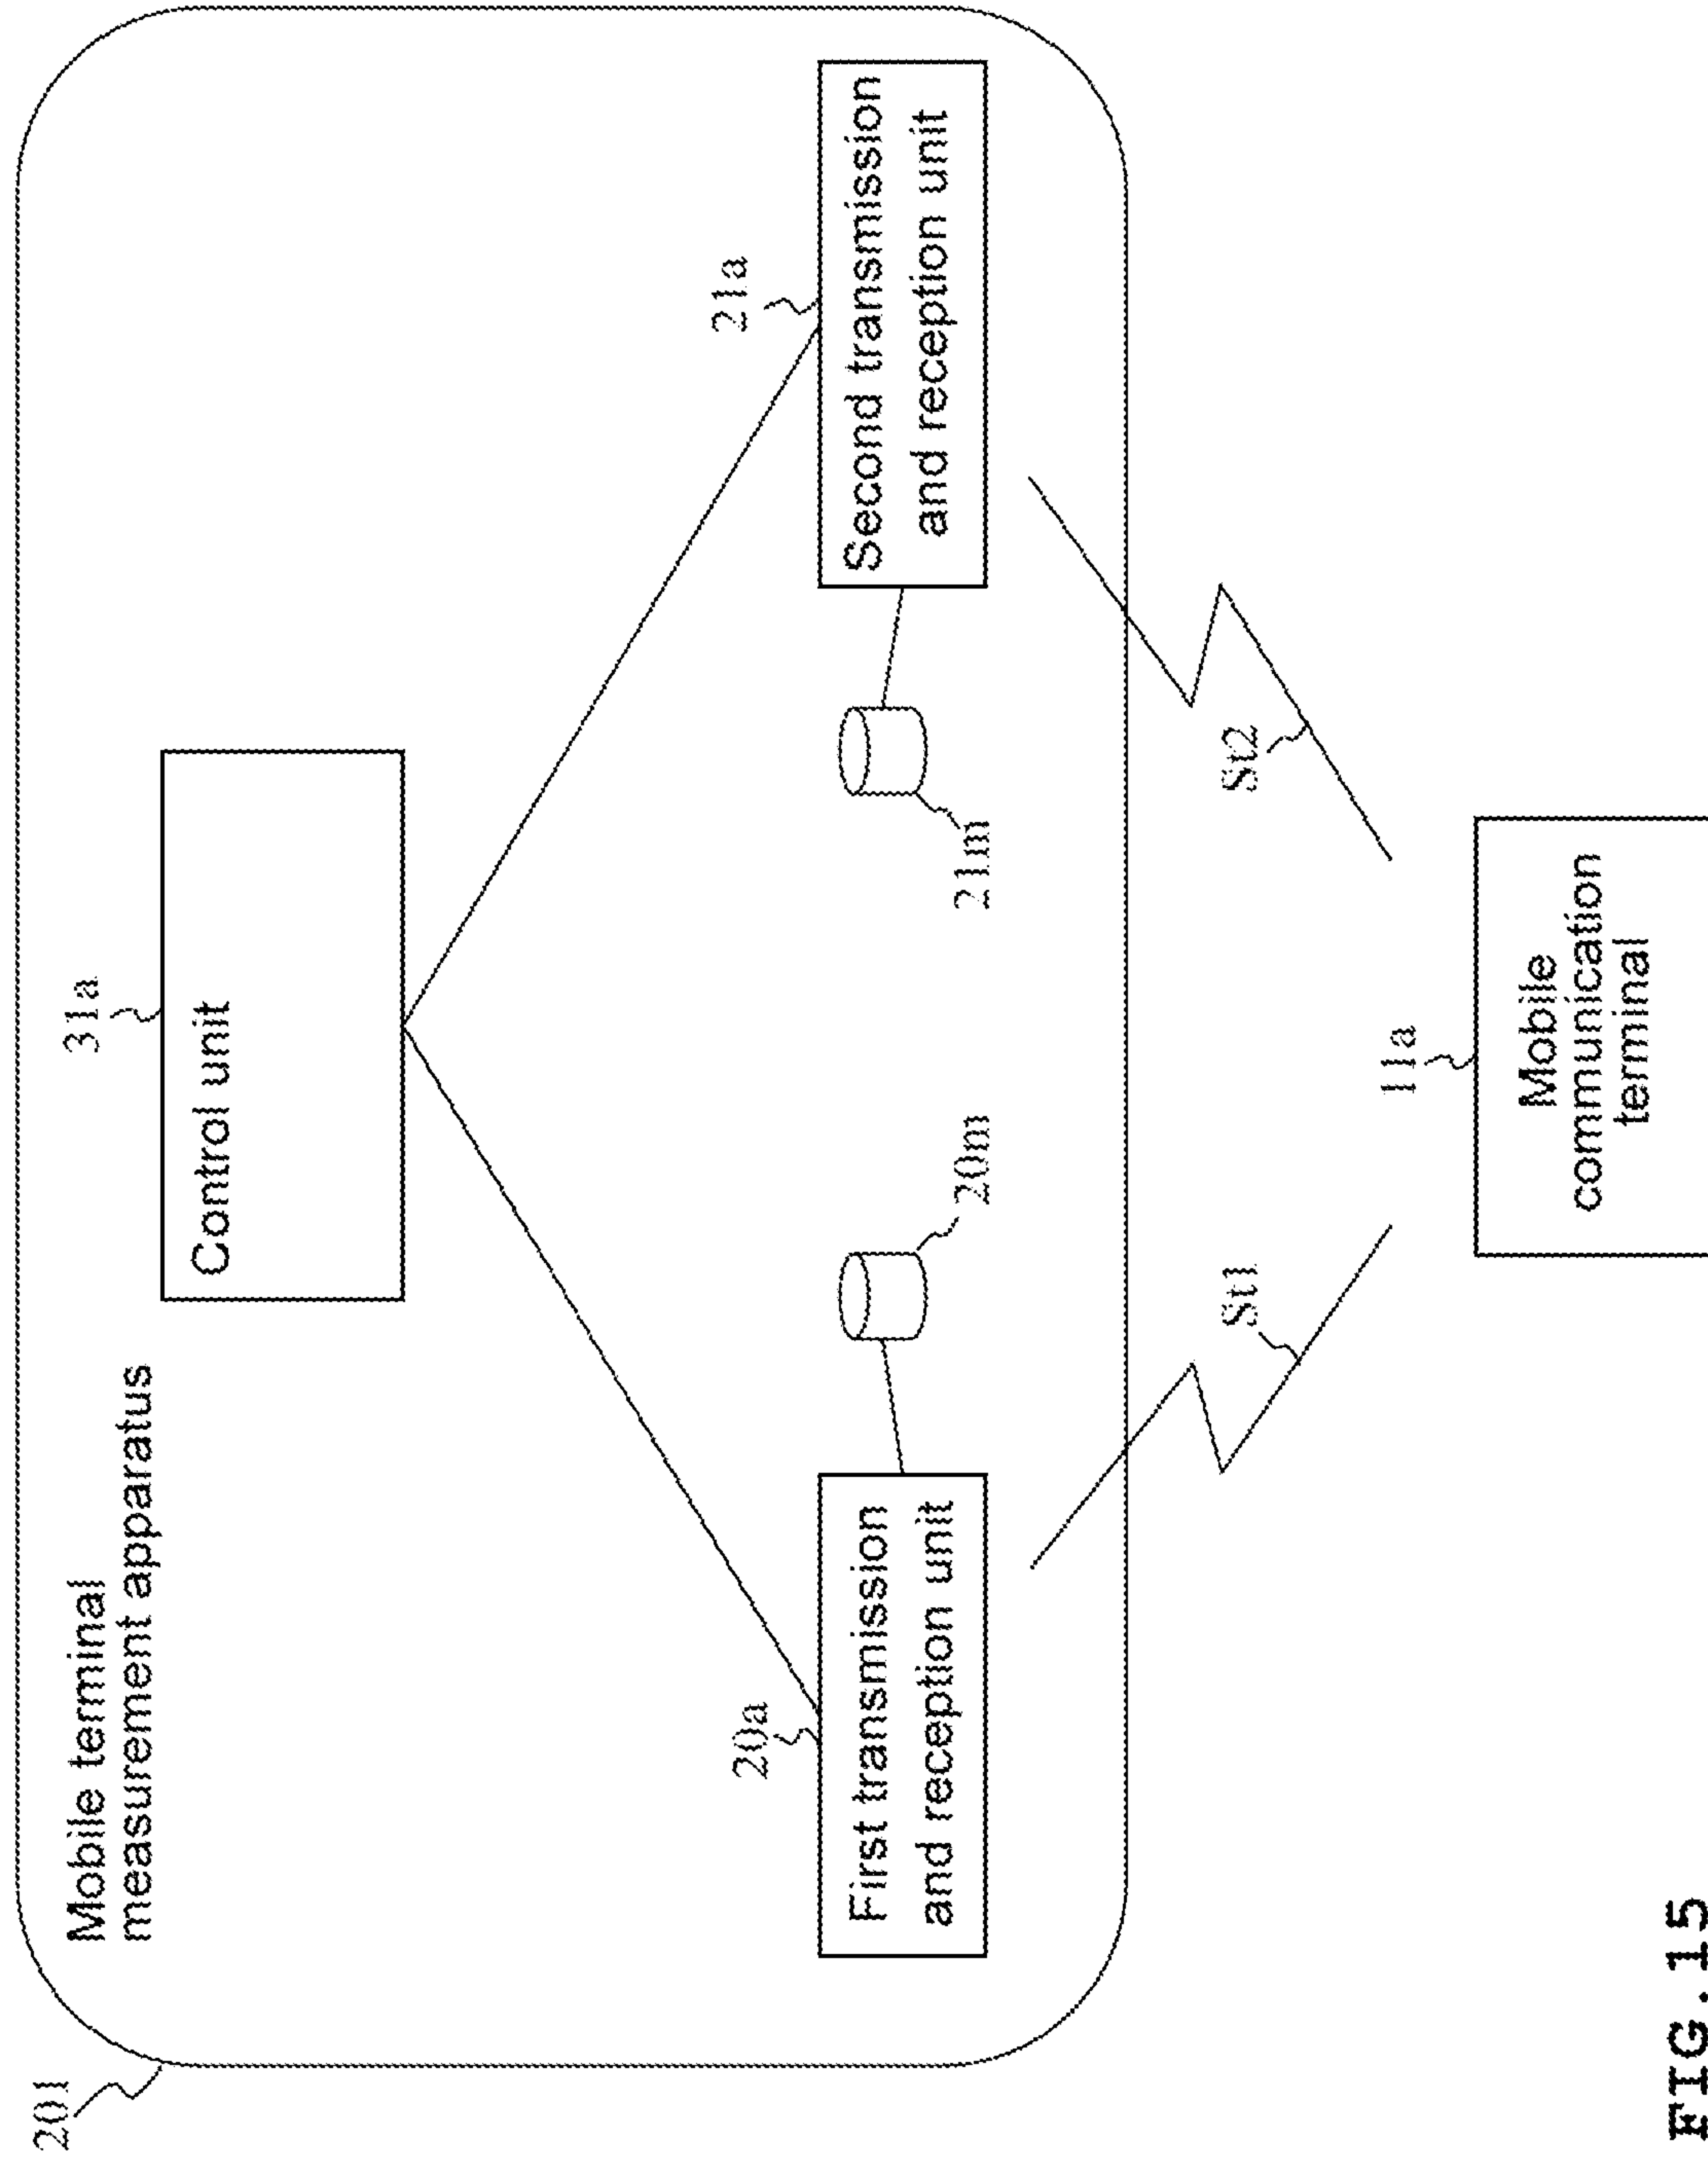 201
Mobile terminal
measurement apparatus
31a
Control unit
20a
First transmission
and reception unit
20m
21m
21a
Second transmission
and reception unit
St1
St2
11a
Mobile
communication
terminal
FIG.15